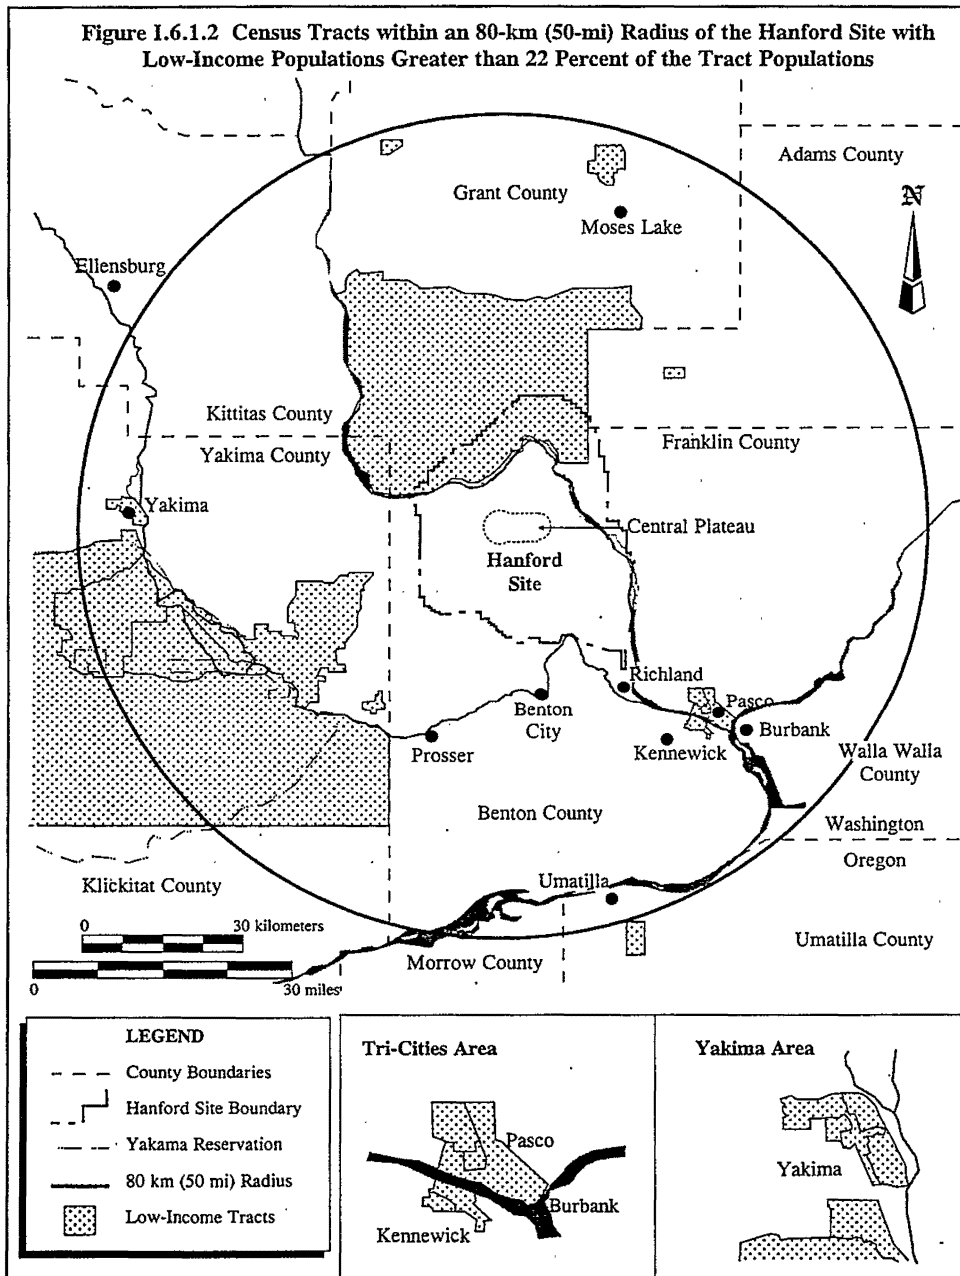 Figure I.6.1.2 Census Tracts within an 80-km (50-mi) Radius of the Hanford Site with
Low-Income Populations Greater than 22 Percent of the Tract Populations
Adams County
Grant County
N
Moses Lake
Ellensburg
Kittitas County
Yakima County
Franklin County
Yakima
Central Plateau
Hanford
Site
Richland
Benton
City
Pasco
Burbank
Prosser
Kennewick
Walla Walla
County
Benton County
Washington
Oregon
Klickitat County
Umatilla
0 30 kilometers
Morrow County
Umatilla County
0 30 miles
LEGEND
County Boundaries
Hanford Site Boundary
Yakama Reservation
80 km (50 mi) Radius
Low-Income Tracts
Tri-Cities Area
Pasco
Burbank
Kennewick
Yakima Area
Yakima